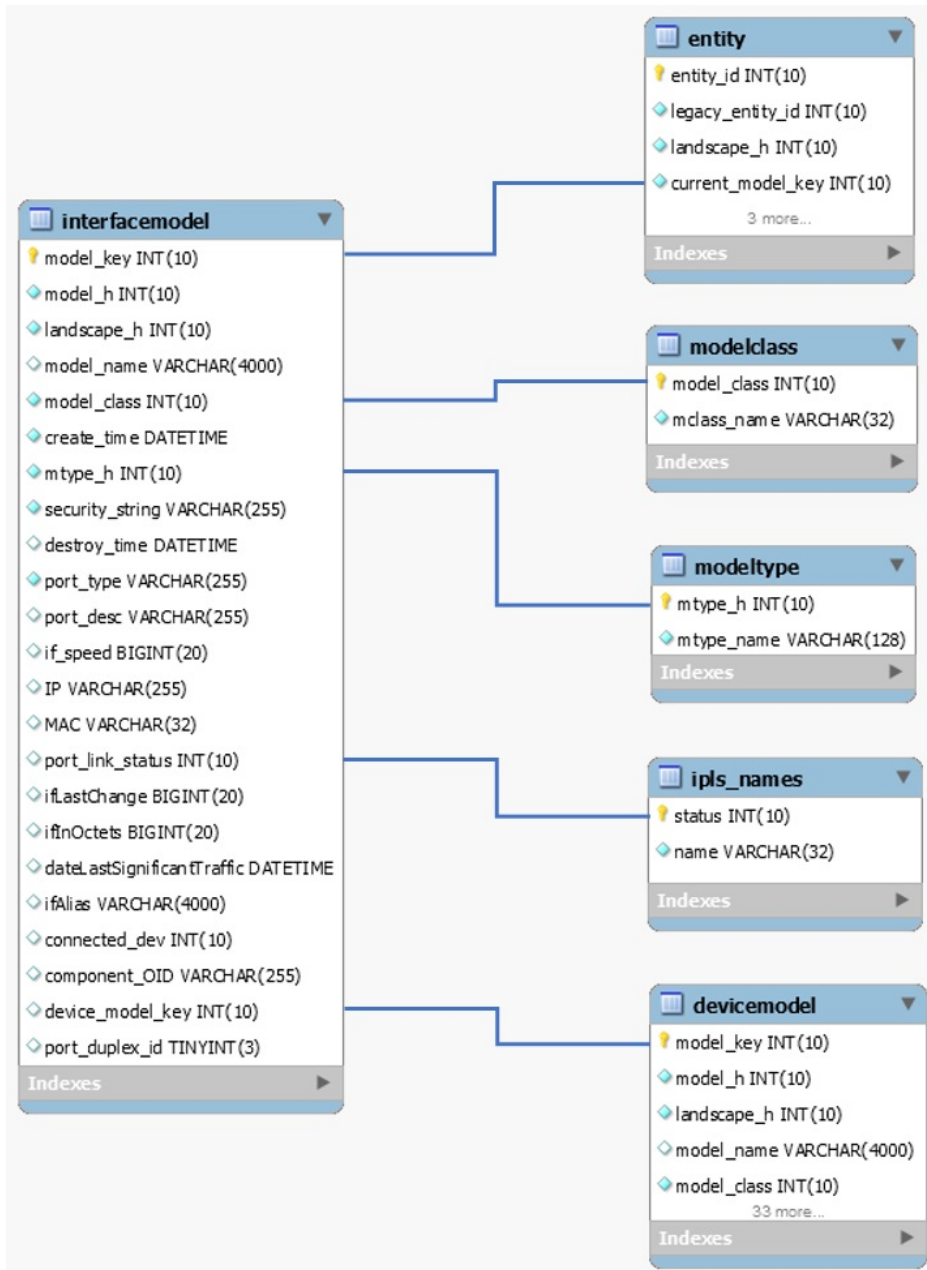 entity
entity_id INT(10)
legacy_entity_id INT(10)
landscape_h INT(10)
current_model_key INT(10)
3 more...
Indexes
interfacemodel
model_key INT(10)
model_h INT(10)
landscape_h INT(10)
model_name VARCHAR(4000)
model_class INT(10)
create_time DATETIME
mtype_h INT(10)
security_string VARCHAR(255)
destroy_time DATETIME
port_type VARCHAR(255)
port_desc VARCHAR(255)
if_speed BIGINT(20)
IP VARCHAR(255)
MAC VARCHAR(32)
port_link_status INT(10)
ifLastChange BIGINT(20)
ifInOctets BIGINT(20)
dateLastSignificantTraffic DATETIME
ifAlias VARCHAR(4000)
connected_dev INT(10)
component_OID VARCHAR(255)
device_model_key INT(10)
port_duplex_id TINYINT(3)
Indexes
modelclass
model_class INT(10)
mclass_name VARCHAR(32)
Indexes
modeltype
mtype_h INT(10)
mtype_name VARCHAR(128)
Indexes
ipls_names
status INT(10)
name VARCHAR(32)
Indexes
devicemodel
model_key INT(10)
model_h INT(10)
landscape_h INT(10)
model_name VARCHAR(4000)
model_class INT(10)
33 more...
Indexes